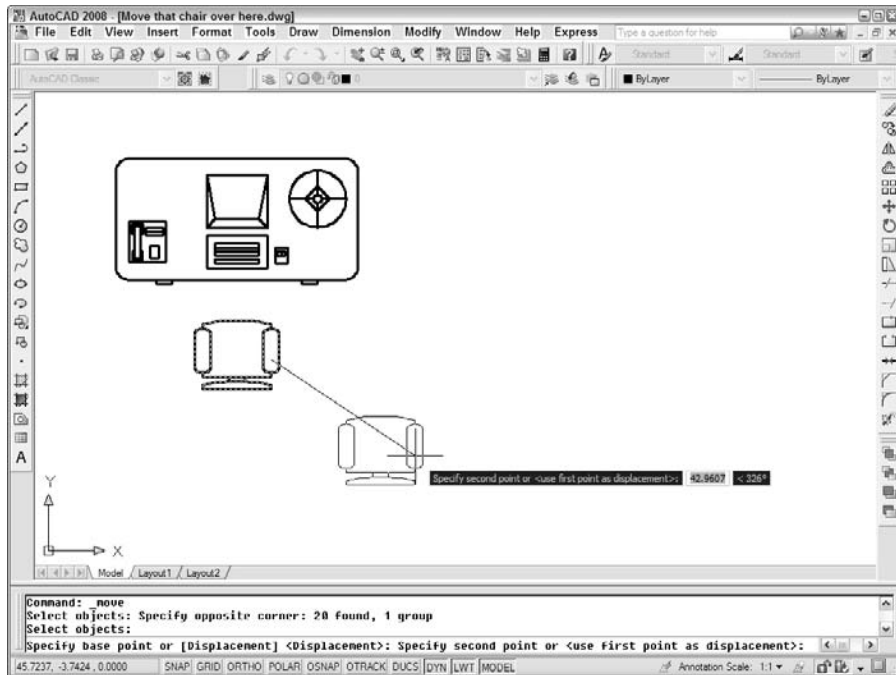 AutoCAD 2008 - [Move that chair over here.dwg]
File Edit View Insert Format Tools Draw Dimension Modify Window Help Express Type a question for help
Standard Standard
AutoCAD Classic 0 ByLayer ByLayer
A
Specify second point or <use first point as displacement>: 42.9607 < 326°
Y
X
Model Layout1 Layout2
Command: _move
Select objects: Specify opposite corner: 20 found, 1 group
Select objects:
Specify base point or [Displacement] <Displacement>: Specify second point or <use first point as displacement>:
45.7237, -3.7424, 0.0000 SNAP GRID ORTHO POLAR OSNAP OTRACK DUCS DYN LWT MODEL Annotation Scale: 1:1